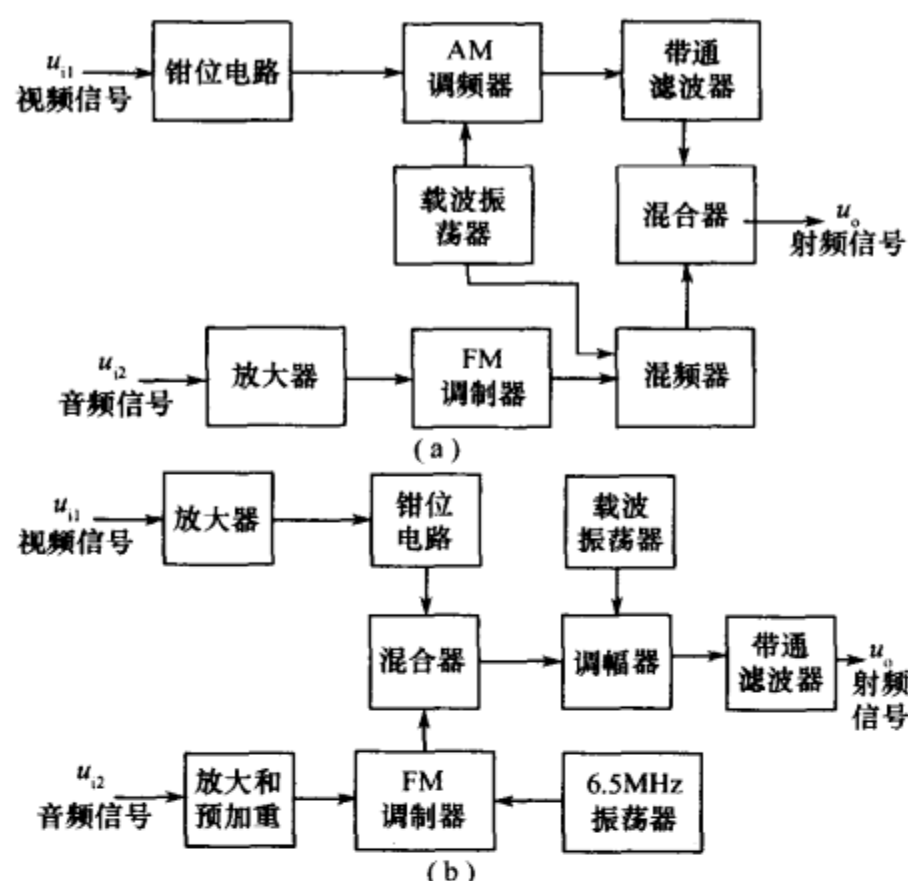 u_i1
视频信号
钳位电路
AM
调频器
带通
滤波器
载波振
荡器
混合器
u_o
射频信号
u_i2
音频信号
放大器
FM
调制器
混频器
(a)
u_i1
视频信号
放大器
钳位
电路
载波
振荡器
混合器
调幅器
带通
滤波器
u_o
射频
信号
u_i2
音频信号
放大和
预加重
FM
调制器
6.5MHz
振荡器
(b)